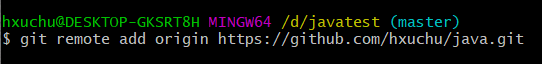 hxuchu@DESKTOP-GKSRT8H MINGW64 /d/javatest (master)
$ git remote add origin https://github.com/hxuchu/java.git